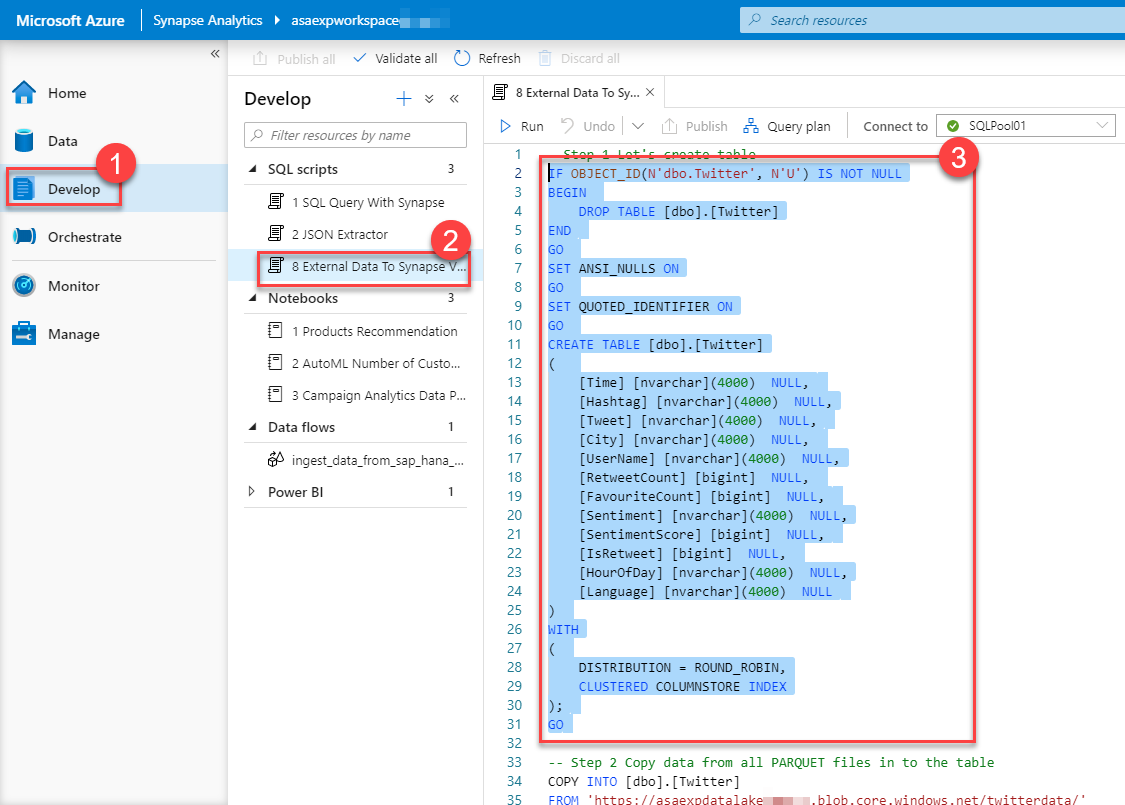 Microsoft Azure
Synapse Analytics
asaexpworkspace
Search resources
«
Home
Data
Develop
Orchestrate
Monitor
Manage
1
Publish all
Validate all
Refresh
Discard all
Develop
Filter resources by name
SQL scripts 3
1 SQL Query With Synapse
2 JSON Extractor
2
8 External Data To Synapse V...
Notebooks 3
1 Products Recommendation
2 AutoML Number of Custo...
3 Campaign Analytics Data P...
Data flows 1
ingest_data_from_sap_hana_...
Power BI 1
8 External Data To Sy...
Run
Undo
Publish
Query plan
Connect to
SQLPool01
3
1 Step 1 Let's create table
2 IF OBJECT_ID(N'dbo.Twitter', N'U') IS NOT NULL
3 BEGIN
4 DROP TABLE [dbo].[Twitter]
5 END
6 GO
7 SET ANSI_NULLS ON
8 GO
9 SET QUOTED_IDENTIFIER ON
10 GO
11 CREATE TABLE [dbo].[Twitter]
12 (
13 [Time] [nvarchar](4000) NULL,
14 [Hashtag] [nvarchar](4000) NULL,
15 [Tweet] [nvarchar](4000) NULL,
16 [City] [nvarchar](4000) NULL,
17 [UserName] [nvarchar](4000) NULL,
18 [RetweetCount] [bigint] NULL,
19 [FavouriteCount] [bigint] NULL,
20 [Sentiment] [nvarchar](4000) NULL,
21 [SentimentScore] [bigint] NULL,
22 [IsRetweet] [bigint] NULL,
23 [HourOfDay] [nvarchar](4000) NULL,
24 [Language] [nvarchar](4000) NULL
25 )
26 WITH
27 (
28 DISTRIBUTION = ROUND_ROBIN,
29 CLUSTERED COLUMNSTORE INDEX
30 );
31 GO
32
33 -- Step 2 Copy data from all PARQUET files in to the table
34 COPY INTO [dbo].[Twitter]
35 FROM 'https://asaexpdatalake .blob.core.windows.net/twitterdata/'